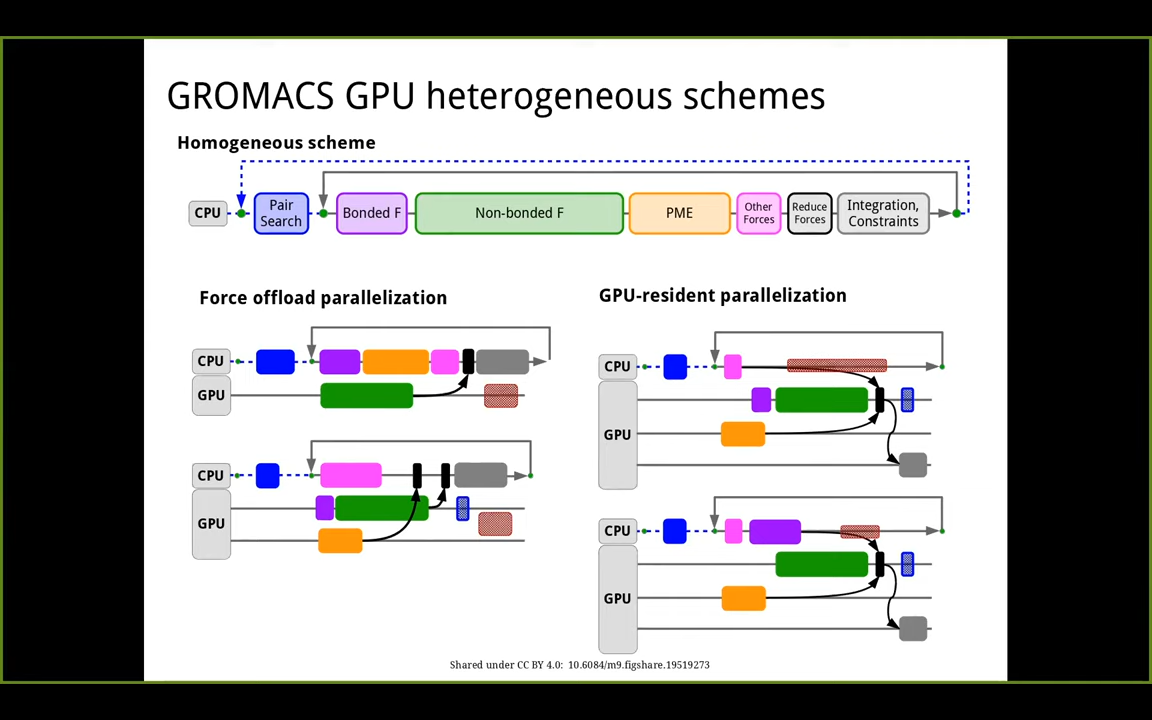 GROMACS GPU heterogeneous schemes
Homogeneous scheme
CPU
Pair
Search
Bonded F
Non-bonded F
PME
Other
Forces
Reduce
Forces
Integration,
Constraints
Force offload parallelization
CPU
GPU
CPU
GPU
GPU-resident parallelization
CPU
GPU
CPU
GPU
Shared under CC BY 4.0: 10.6084/m9.figshare.19519273